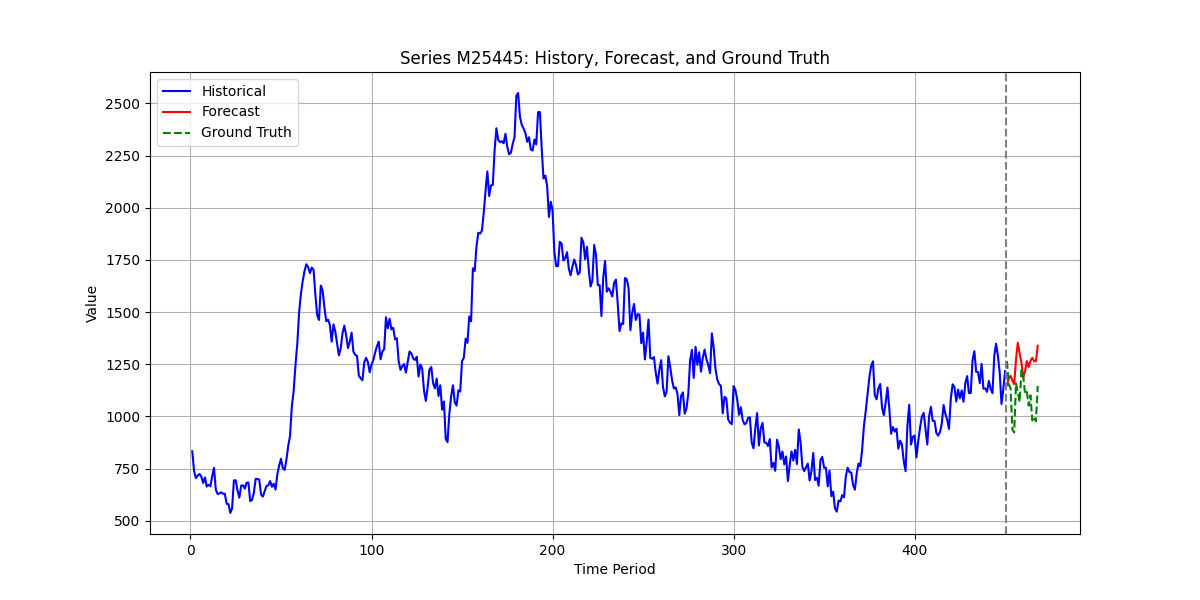 Series M25445: History, Forecast, and Ground Truth
Historical
Forecast
Ground Truth
Value
2500
2250
2000
1750
1500
1250
1000
750
500
0 100 200 300 400
Time Period